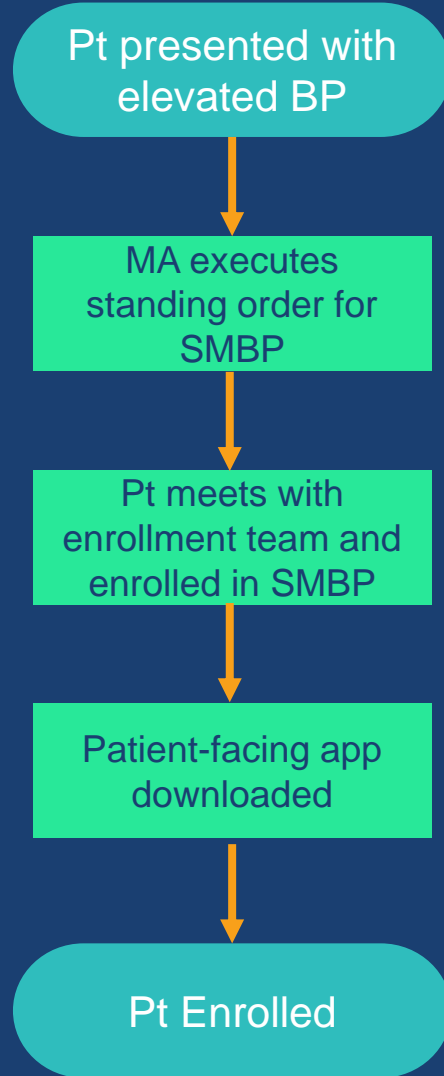 Pt presented with
elevated BP
MA executes
standing order for
SMBP
Pt meets with
enrollment team and
enrolled in SMBP
Patient-facing app
downloaded
Pt Enrolled